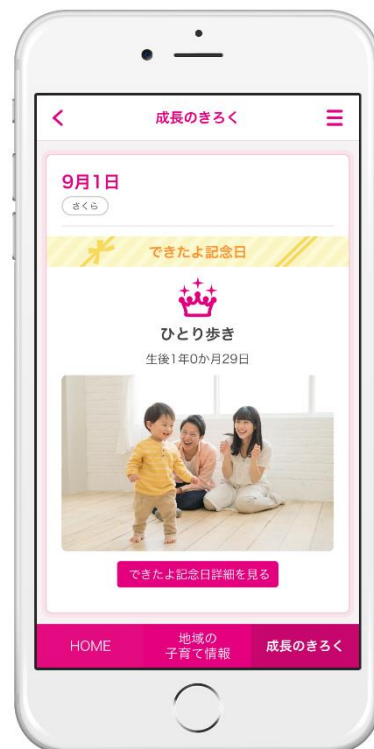 成長のきろく
9月1日
さくら
できたよ記念日
ひとり歩き
生後1年0か月29日
できたよ記念日詳細を見る
HOME
地域の
子育て情報
成長のきろく